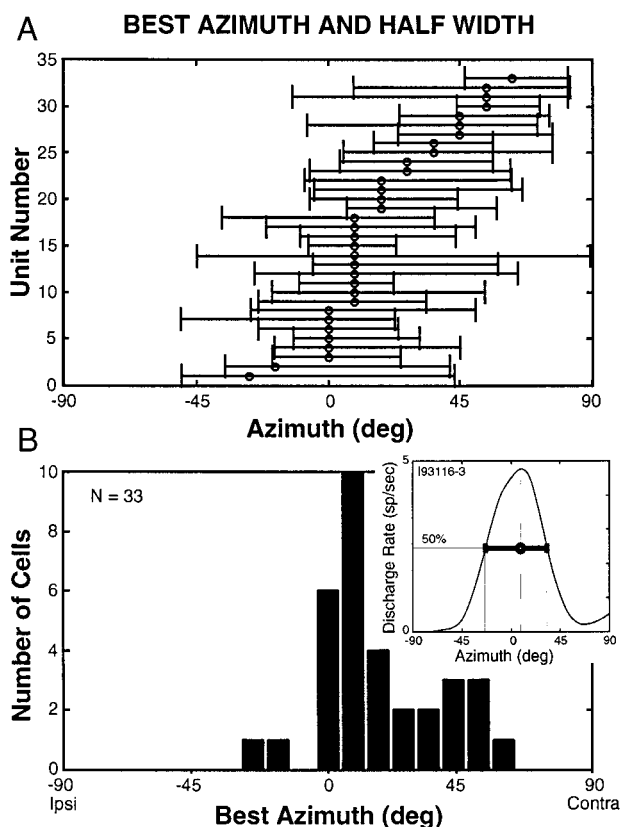 A
BEST AZIMUTH AND HALF WIDTH
35
30
25
20
15
10
5
0
Unit Number
-90
-45
0
45
90
Azimuth (deg)
B
N = 33
10
8
6
4
2
0
Number of Cells
-90
-45
0
45
90
Ipsi
Contra
Best Azimuth (deg)
I93116-3
5
50%
0
Discharge Rate (sp/sec)
-90
-45
0
45
90
Azimuth (deg)